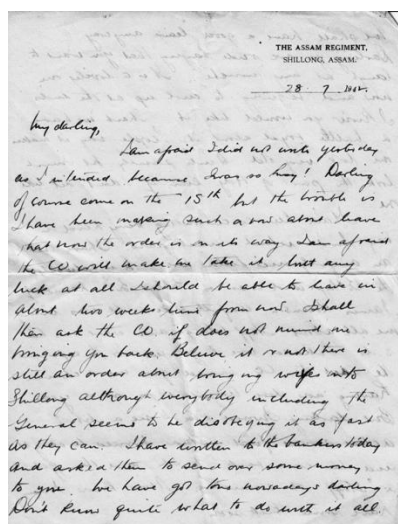 THE ASSAM REGIMENT,
SHILLONG, ASSAM.
28 7 1942.
My darling,
I am afraid I did not write yesterday
as I intended because I was so busy! Darling
of course come on the 15th but the trouble is
I have been making such a row about leave
that now the order is on its way I am afraid
the CO will make me take it. With any
luck at all I should be able to leave in
about two weeks time from now I shall
then ask the CO if does not mind me
bringing you back. Believe it or not there is
still an order about bringing wifes into
Shillong although everybody including the
General seems to be disobeying it as fast
as they can. I have written to the bankers today
and asked them to send over some money
to you. We have got tons nowadays darling
Don't know quite what to do with it all.